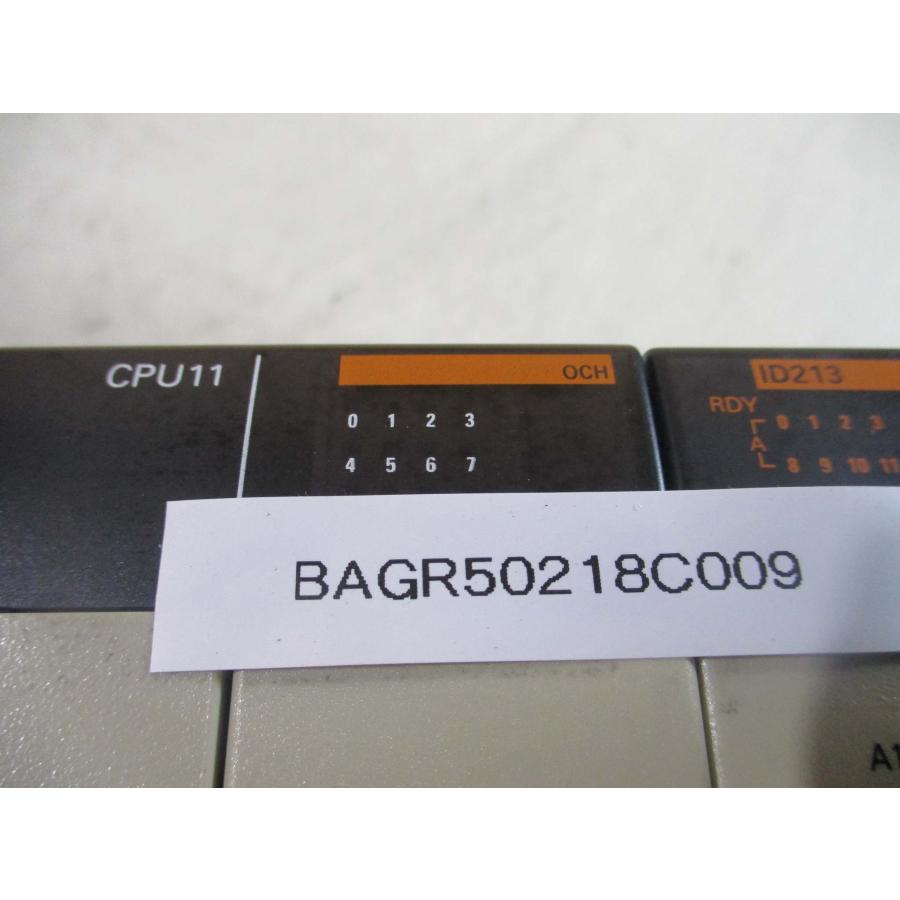 CPU11
OCH
0 1 2 3
4 5 6 7
ID213
RDY
0 1 2 3
A
8 9 10 11
BAGR50218C009
A1